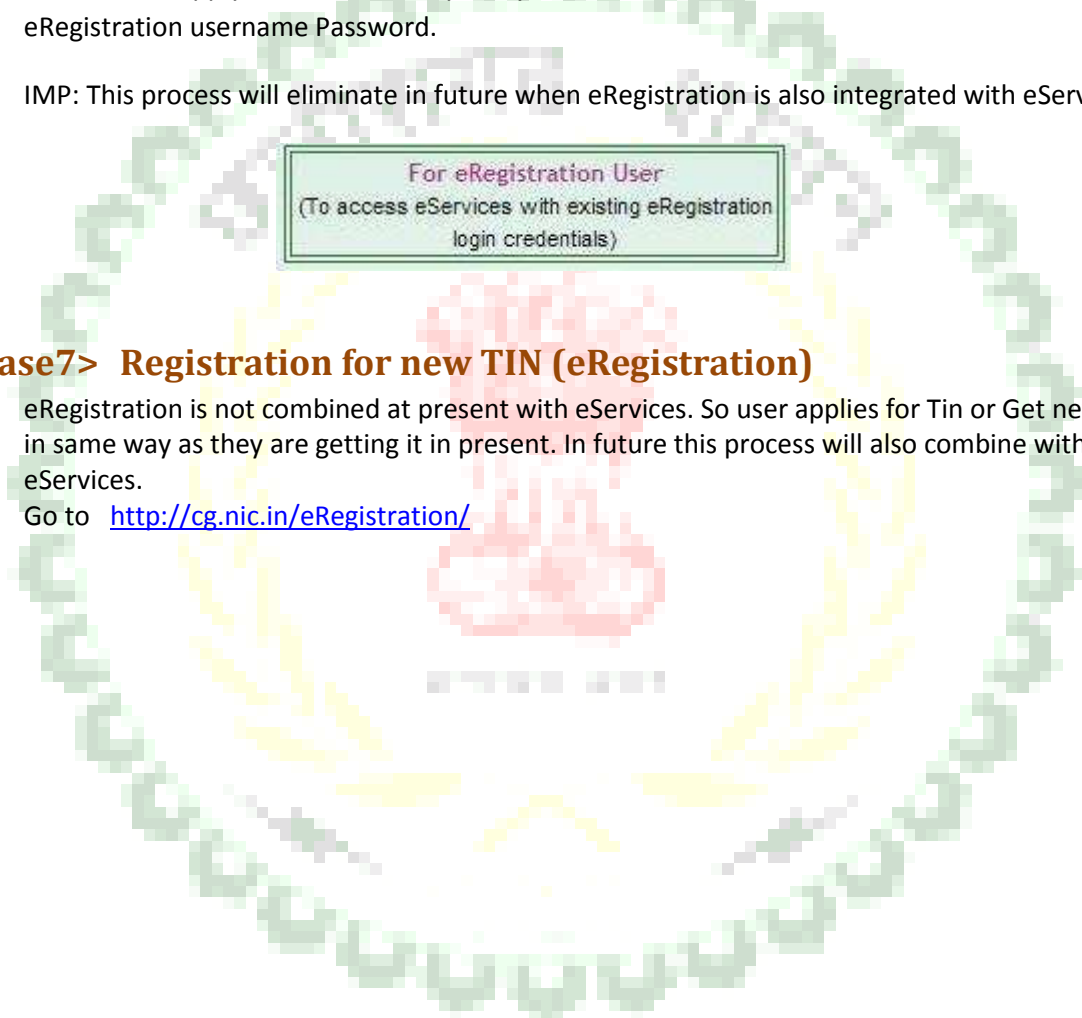 eRegistration username Password.
IMP: This process will eliminate in future when eRegistration is also integrated with
For eRegistration User
(To access eServices with existing eRegistration
login credentials)
Registration for new TIN (eRegistration)
eRegistration is not combined at present with eServices. So user applies for Tin or Get
in same way as they are getting it in present. In future this process will also combine with
eServices.
Go to http://cg.nic.in/eRegistration/